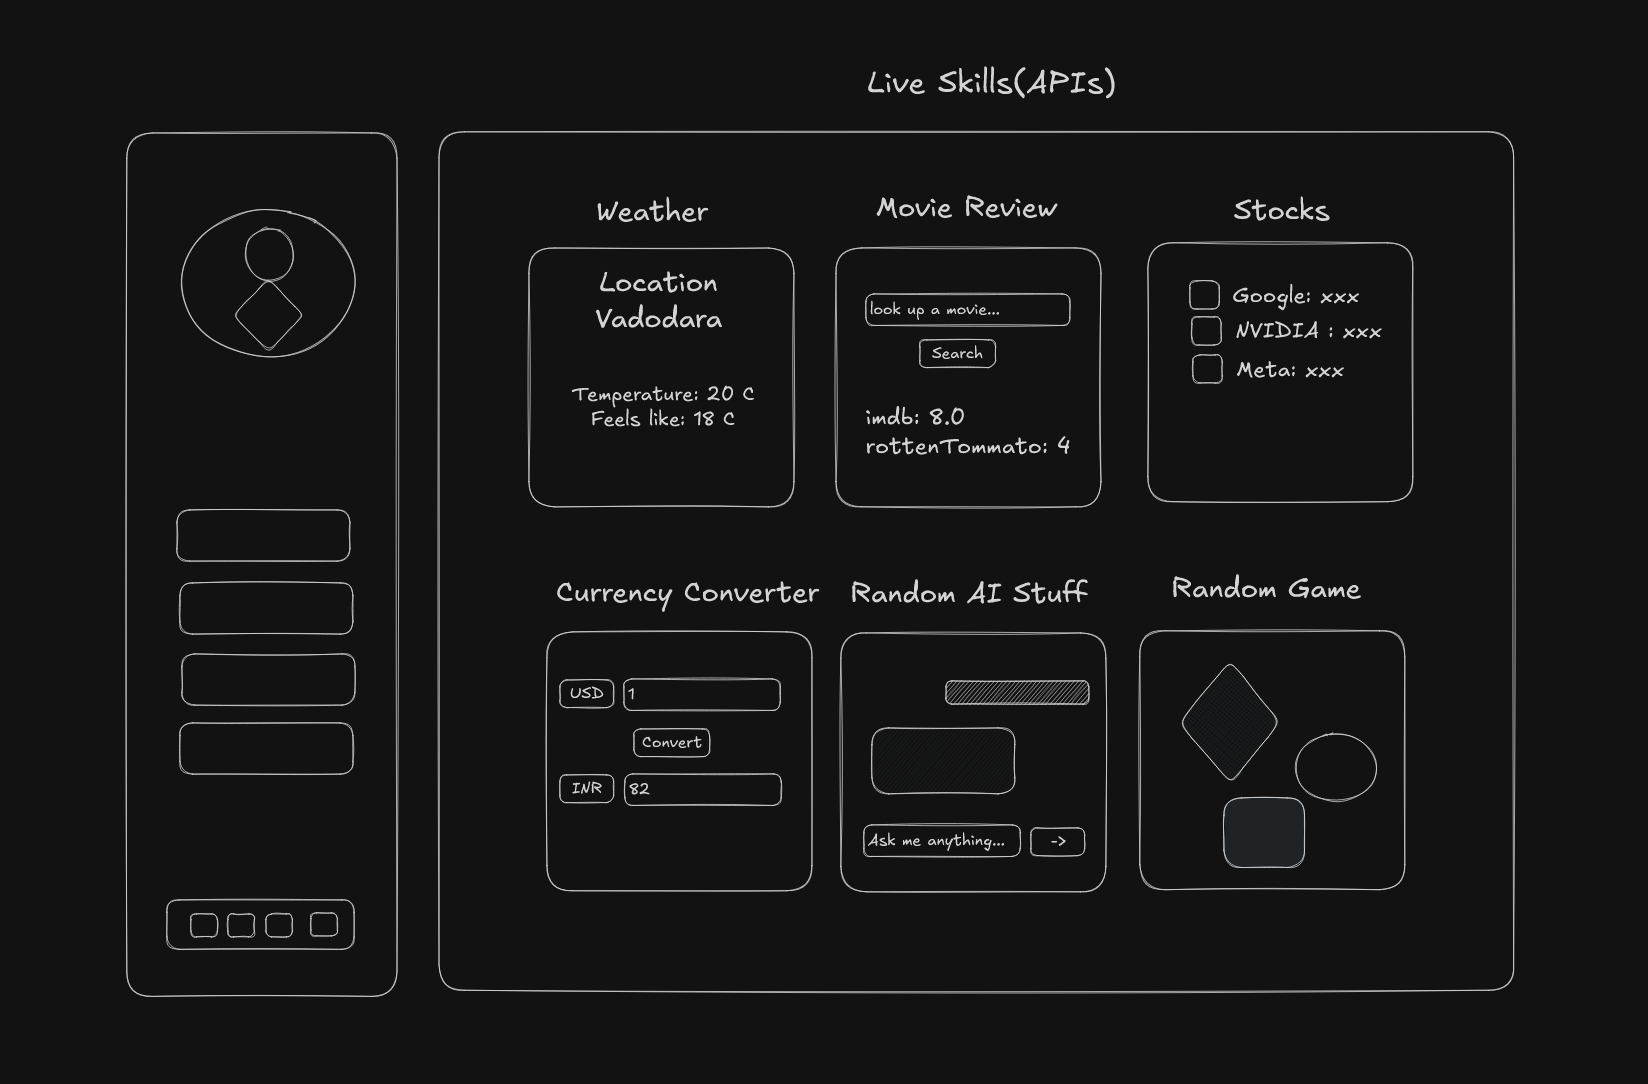 Live Skills(APIs)
Weather
Location
Vadodara
Temperature: 20 C
Feels like: 18 C
Movie Review
look up a movie...
Search
imdb: 8.0
rottenTommato: 4
Stocks
Google: xxx
NVIDIA : xxx
Meta: xxx
Currency Converter
USD
1
Convert
INR
82
Random AI Stuff
Ask me anything...
->
Random Game